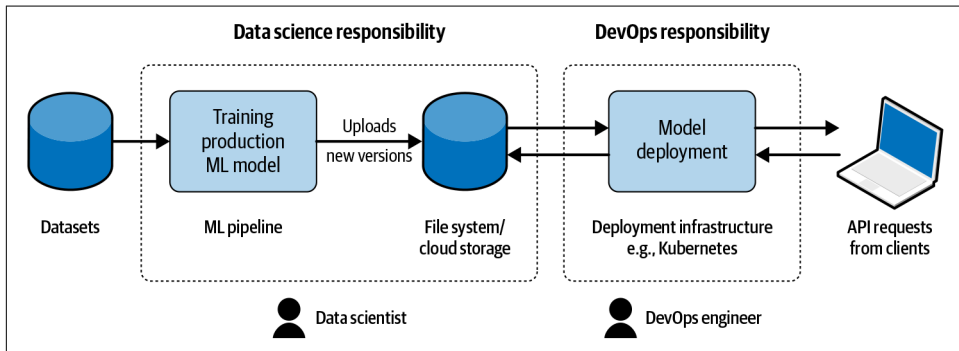 Data science responsibility
DevOps responsibility
Training
production
ML model
Uploads
new versions
Model
deployment
Datasets
ML pipeline
File system/
cloud storage
Deployment infrastructure
e.g., Kubernetes
API requests
from clients
Data scientist
DevOps engineer